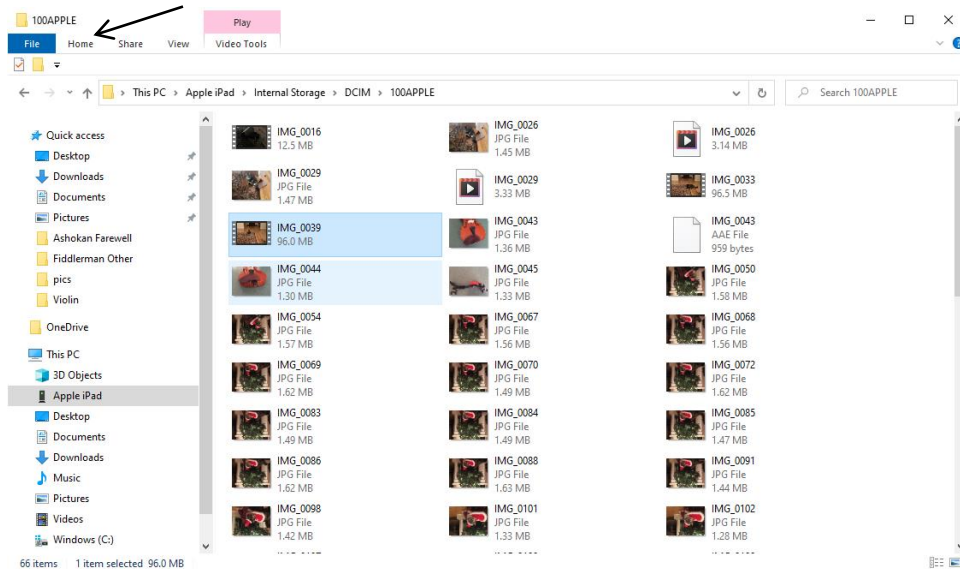 100APPLE
Play
File Home Share View Video Tools
This PC > Apple iPad > Internal Storage > DCIM > 100APPLE
Search 100APPLE
Quick access
Desktop
Downloads
Documents
Pictures
Ashokan Farewell
Fiddlerman Other
pics
Violin
OneDrive
This PC
3D Objects
Apple iPad
Desktop
Documents
Downloads
Music
Pictures
Videos
Windows (C:)
IMG_0016
12.5 MB
IMG_0026
JPG File
1.45 MB
IMG_0026
3.14 MB
IMG_0029
JPG File
1.47 MB
IMG_0029
3.33 MB
IMG_0033
96.5 MB
IMG_0039
96.0 MB
IMG_0043
JPG File
1.36 MB
IMG_0043
AAE File
959 bytes
IMG_0044
JPG File
1.30 MB
IMG_0045
JPG File
1.33 MB
IMG_0050
JPG File
1.58 MB
IMG_0054
JPG File
1.57 MB
IMG_0067
JPG File
1.56 MB
IMG_0068
JPG File
1.56 MB
IMG_0069
JPG File
1.62 MB
IMG_0070
JPG File
1.49 MB
IMG_0072
JPG File
1.62 MB
IMG_0083
JPG File
1.49 MB
IMG_0084
JPG File
1.49 MB
IMG_0085
JPG File
1.47 MB
IMG_0086
JPG File
1.62 MB
IMG_0088
JPG File
1.63 MB
IMG_0091
JPG File
1.44 MB
IMG_0098
JPG File
1.42 MB
IMG_0101
JPG File
1.33 MB
IMG_0102
JPG File
1.28 MB
66 items 1 item selected 96.0 MB